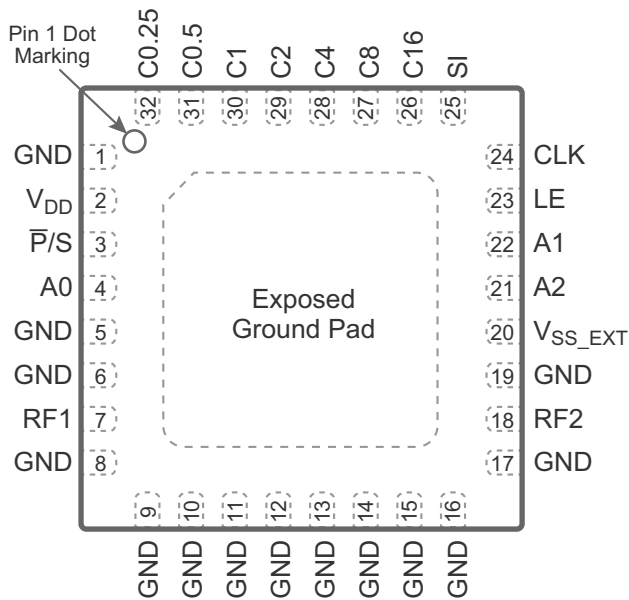 Pin 1 Dot
Marking
C0.25
C0.5
C1
C2
C4
C8
C16
SI
32
31
30
29
28
27
26
25
GND 1
V_DD 2
P̅/S 3
A0 4
GND 5
GND 6
RF1 7
GND 8
24 CLK
23 LE
22 A1
21 A2
20 V_SS_EXT
19 GND
18 RF2
17 GND
Exposed
Ground Pad
9
10
11
12
13
14
15
16
GND
GND
GND
GND
GND
GND
GND
GND